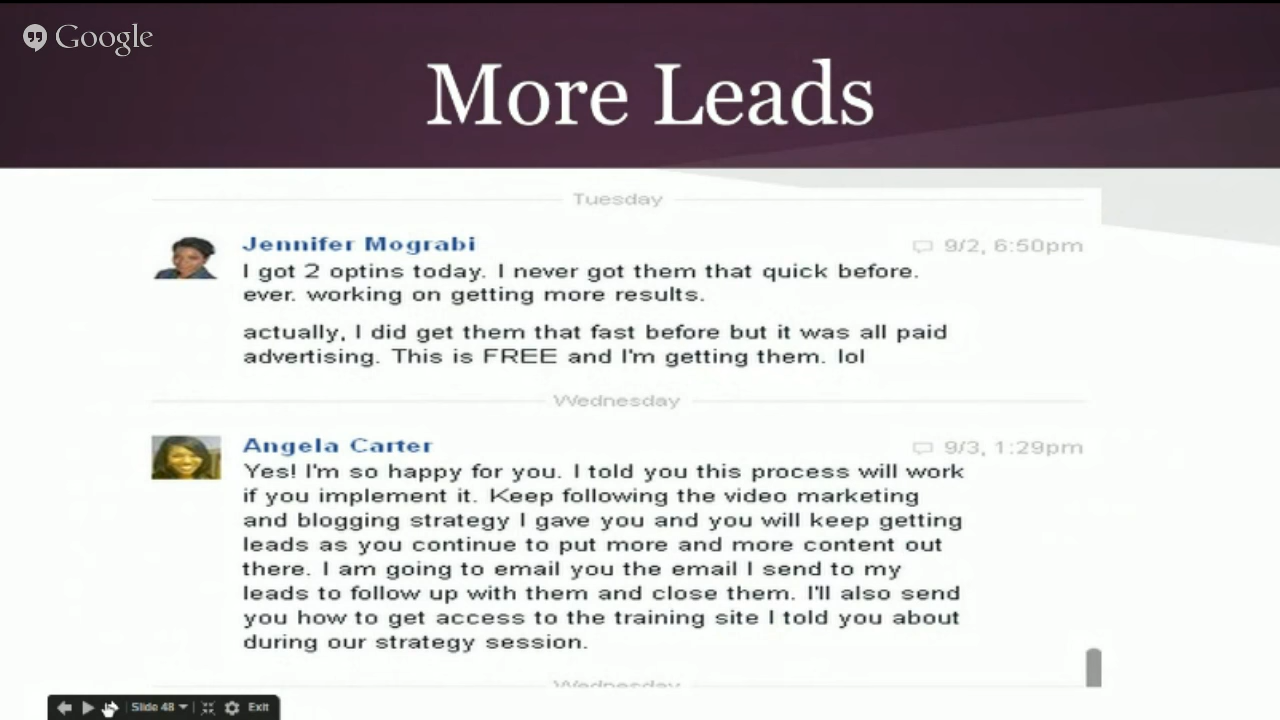 Google
More Leads
Tuesday
Jennifer Mograbi
9/2, 6:50pm
I got 2 optins today. I never got them that quick before.
ever. working on getting more results.
actually, I did get them that fast before but it was all paid
advertising. This is FREE and I'm getting them. lol
Wednesday
Angela Carter
9/3, 1:29pm
Yes! I'm so happy for you. I told you this process will work
if you implement it. Keep following the video marketing
and blogging strategy I gave you and you will keep getting
leads as you continue to put more and more content out
there. I am going to email you the email I send to my
leads to follow up with them and close them. I'll also send
you how to get access to the training site I told you about
during our strategy session.
Wednesday
Slide 48 Exit